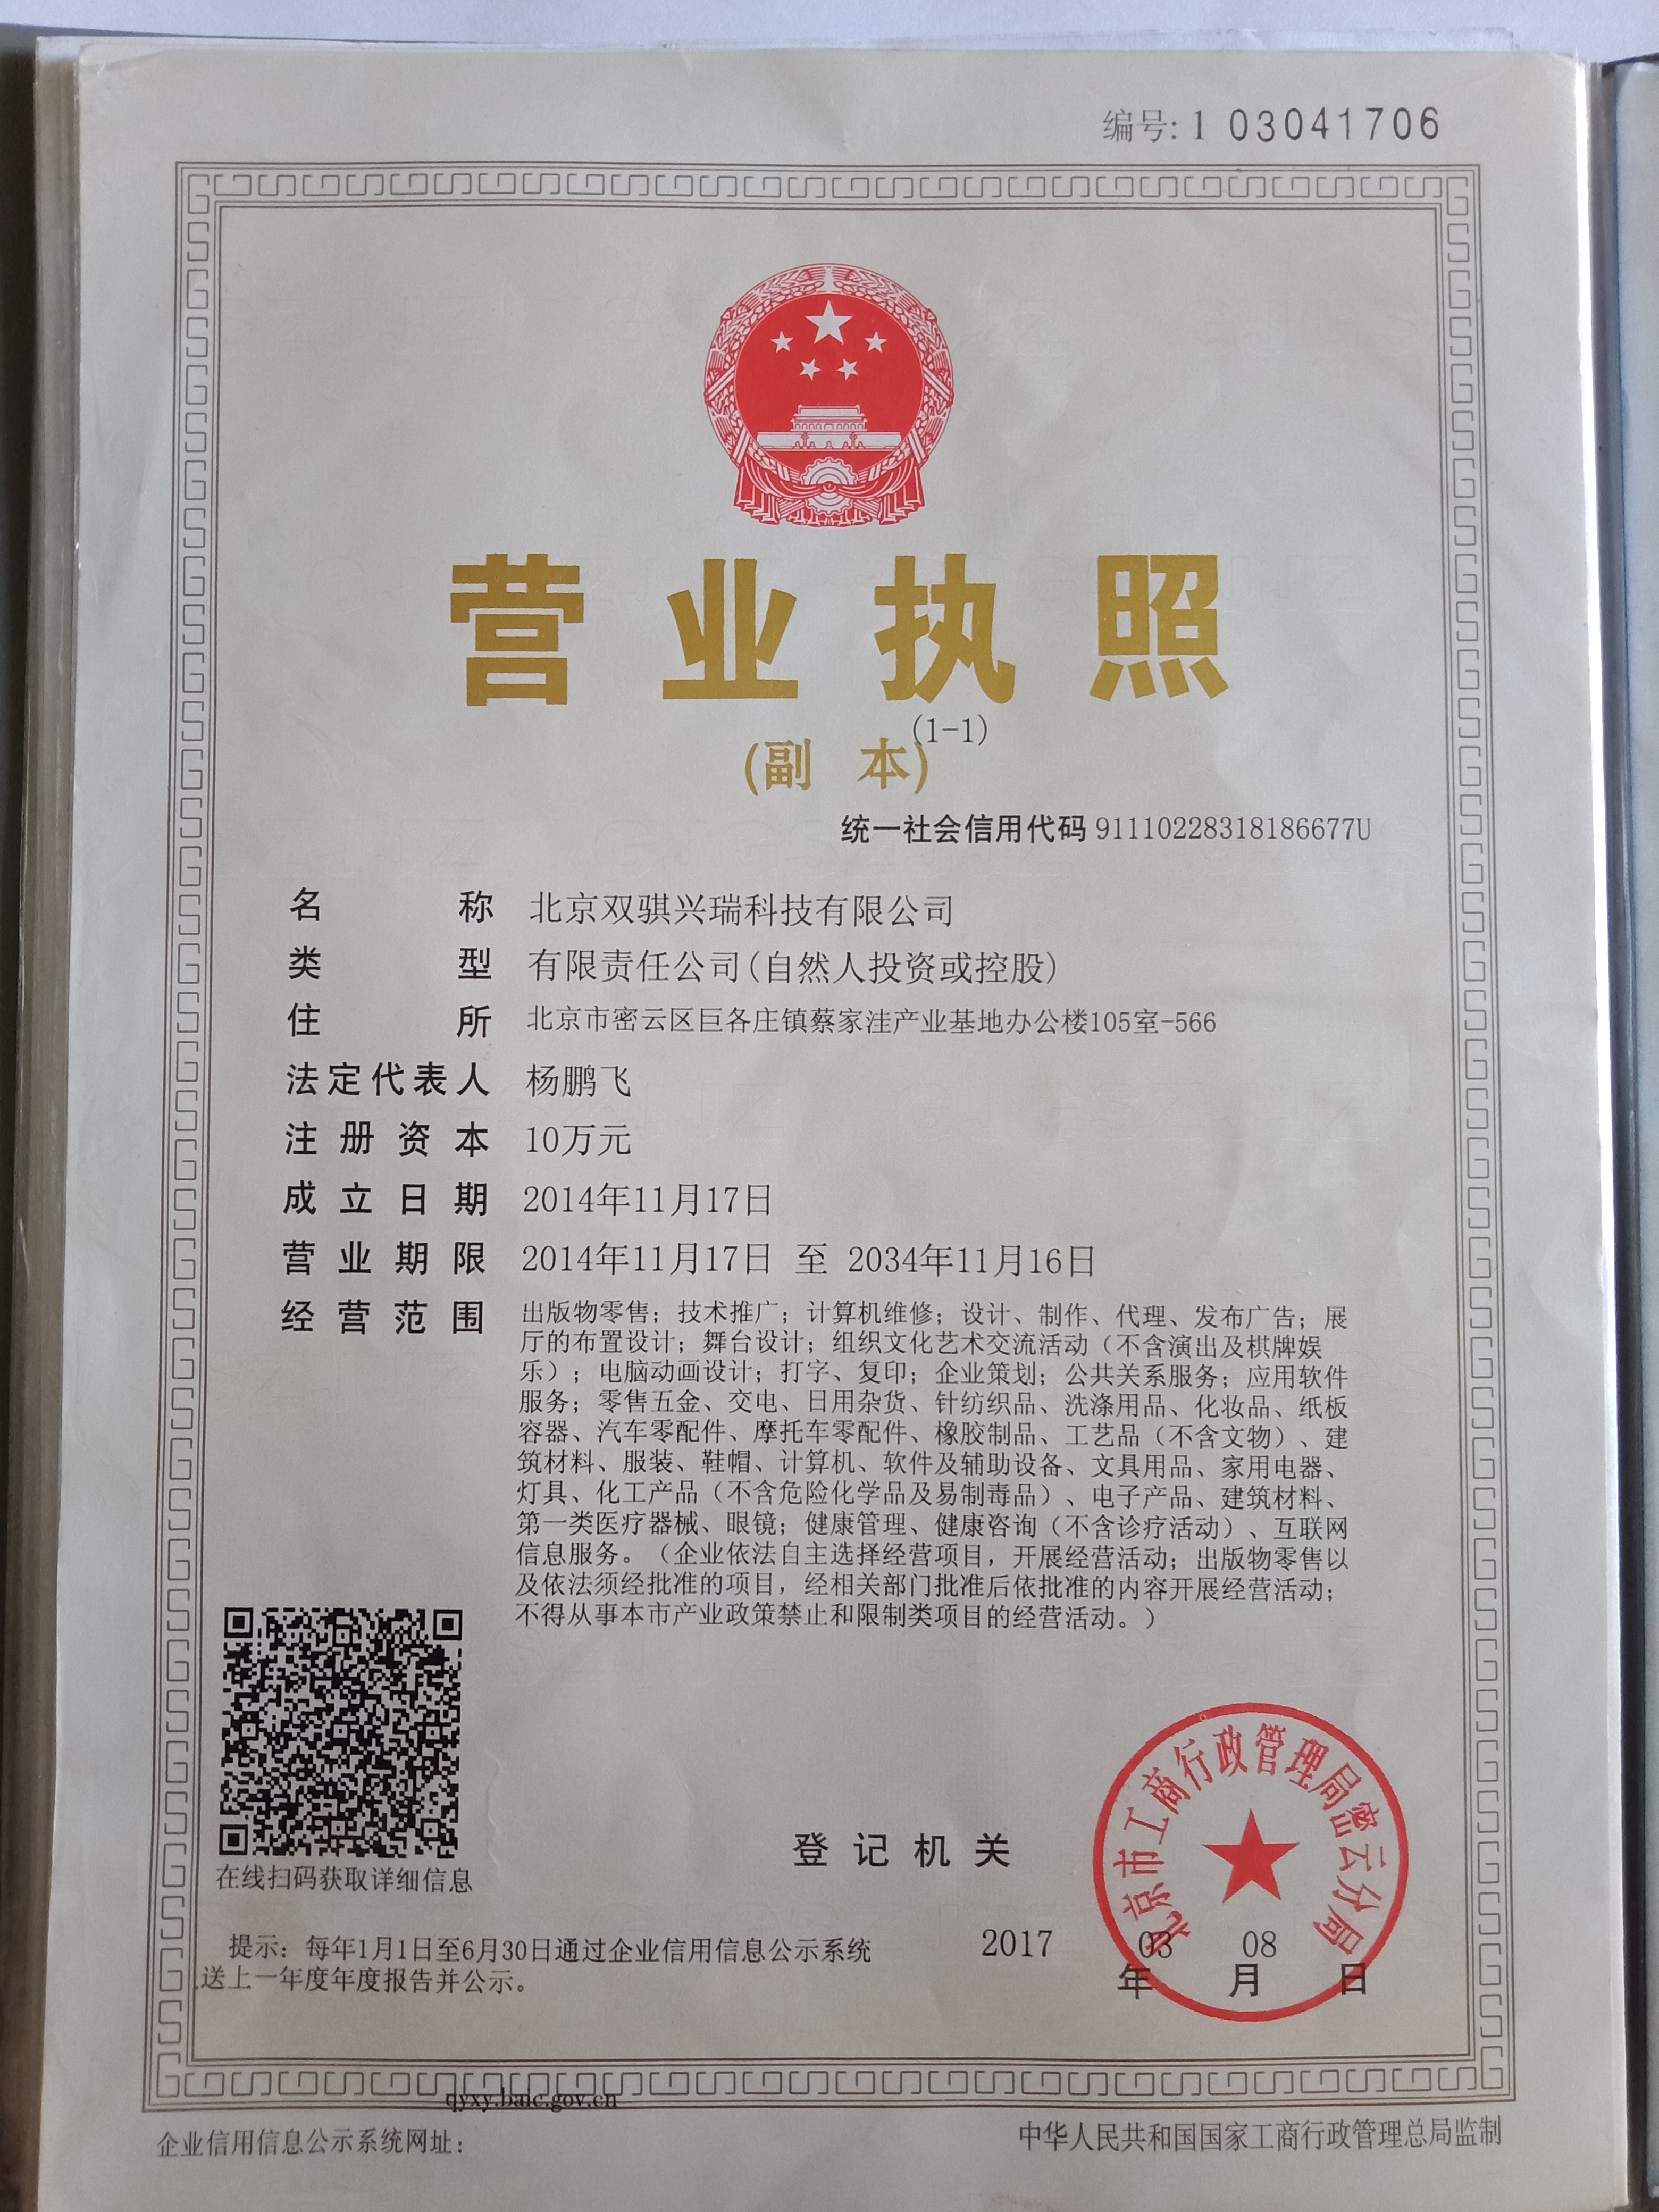 编号: 1 03041706
营业执照
(副 本)(1-1)
统一社会信用代码 91110228318186677U
名 称 北京双骐兴瑞科技有限公司
类 型 有限责任公司(自然人投资或控股)
住 所 北京市密云区巨各庄镇蔡家洼产业基地办公楼105室-566
法定代表人 杨鹏飞
注册资本 10万元
成立日期 2014年11月17日
营业期限 2014年11月17日 至 2034年11月16日
经营范围 出版物零售；技术推广；计算机维修；设计、制作、代理、发布广告；展
厅的布置设计；舞台设计；组织文化艺术交流活动（不含演出及棋牌娱
乐）；电脑动画设计；打字、复印；企业策划；公共关系服务；应用软件
服务；零售五金、交电、日用杂货、针纺织品、洗涤用品、化妆品、纸板
容器、汽车零配件、摩托车零配件、橡胶制品、工艺品（不含文物）、建
筑材料、服装、鞋帽、计算机、软件及辅助设备、文具用品、家用电器、
灯具、化工产品（不含危险化学品及易制毒品）、电子产品、建筑材料、
第一类医疗器械、眼镜；健康管理、健康咨询（不含诊疗活动）、互联网
信息服务。（企业依法自主选择经营项目，开展经营活动；出版物零售以
及依法须经批准的项目，经相关部门批准后依批准的内容开展经营活动；
不得从事本市产业政策禁止和限制类项目的经营活动。）
在线扫码获取详细信息
登记机关
北京市工商行政管理局密云分局
2017 年 03 月 08 日
提示：每年1月1日至6月30日通过企业信用信息公示系统
送上一年度年度报告并公示。
qyxy.baic.gov.cn
企业信用信息公示系统网址：
中华人民共和国国家工商行政管理总局监制